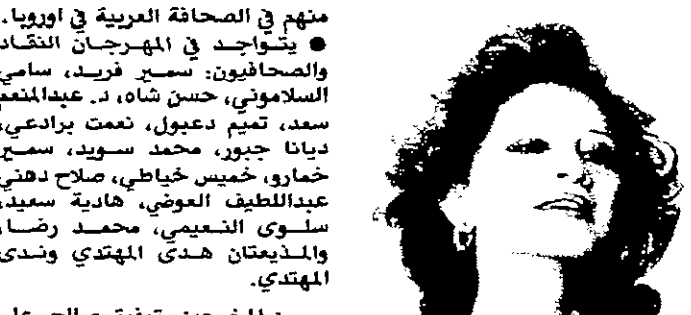 منهم في الصحافة العربية في اوروبا.
● يتواجد في المهرجان النقاد
والصحافيون: سمير فريد، سامي
السلاموني، حسن شاه، د. عبدالمنعم
سعد، تميم دعبول، نعمت برادعي،
ديانا جبور، محمد سويد، سمير
خمارو، خميس خياطي، صلاح دهني
عبداللطيف العوضي، هادية سعيد،
سلوى النعيمي، محمد رضا،
والمذيعتان هدى المهتدي وندى
المهتدي.